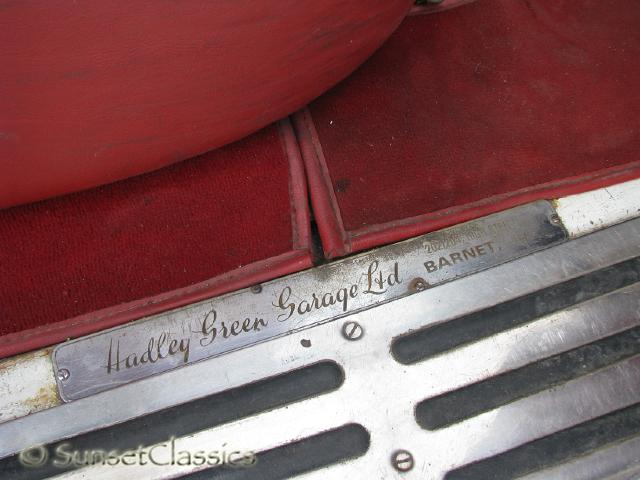 Hadley Green Garage Ltd
BARNET,
© SunsetClassics